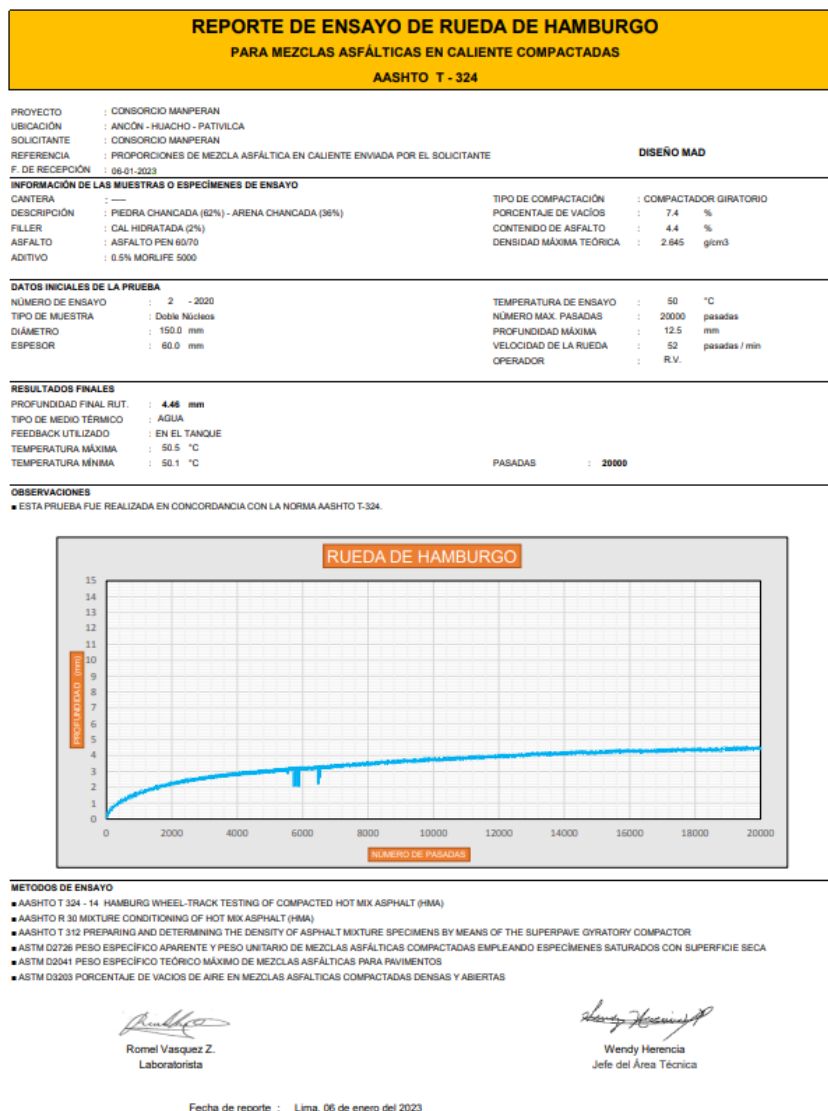 REPORTE DE ENSAYO DE RUEDA DE HAMBURGO
PARA MEZCLAS ASFÁLTICAS EN CALIENTE COMPACTADAS
AASHTO T - 324
PROYECTO : CONSORCIO MANPERAN
UBICACIÓN : ANCÓN - HUACHO - PATIVILCA
SOLICITANTE : CONSORCIO MANPERAN
REFERENCIA : PROPORCIONES DE MEZCLA ASFÁLTICA EN CALIENTE ENVIADA POR EL SOLICITANTE DISEÑO MAD
F. DE RECEPCIÓN : 06-01-2023
INFORMACIÓN DE LAS MUESTRAS O ESPECÍMENES DE ENSAYO
CANTERA : ---- TIPO DE COMPACTACIÓN : COMPACTADOR GIRATORIO
DESCRIPCIÓN : PIEDRA CHANCADA (62%) - ARENA CHANCADA (36%) PORCENTAJE DE VACÍOS : 7.4 %
FILLER : CAL HIDRATADA (2%) CONTENIDO DE ASFALTO : 4.4 %
ASFALTO : ASFALTO PEN 60/70 DENSIDAD MÁXIMA TEÓRICA : 2.645 g/cm3
ADITIVO : 0.5% MORLIFE 5000
DATOS INICIALES DE LA PRUEBA
NÚMERO DE ENSAYO : 2 - 2020 TEMPERATURA DE ENSAYO : 50 °C
TIPO DE MUESTRA : Doble Núcleos NÚMERO MAX. PASADAS : 20000 pasadas
DIÁMETRO : 150.0 mm PROFUNDIDAD MÁXIMA : 12.5 mm
ESPESOR : 60.0 mm VELOCIDAD DE LA RUEDA : 52 pasadas / min
OPERADOR : R.V.
RESULTADOS FINALES
PROFUNDIDAD FINAL RUT. : 4.46 mm
TIPO DE MEDIO TÉRMICO : AGUA
FEEDBACK UTILIZADO : EN EL TANQUE
TEMPERATURA MÁXIMA : 50.5 °C
TEMPERATURA MÍNIMA : 50.1 °C PASADAS : 20000
OBSERVACIONES
■ ESTA PRUEBA FUE REALIZADA EN CONCORDANCIA CON LA NORMA AASHTO T-324.
RUEDA DE HAMBURGO
15
14
13
12
11
10
9
8
7
6
5
4
3
2
1
0
PROFUNDIDAD (mm)
0 2000 4000 6000 8000 10000 12000 14000 16000 18000 20000
NÚMERO DE PASADAS
METODOS DE ENSAYO
■ AASHTO T 324 - 14 HAMBURG WHEEL-TRACK TESTING OF COMPACTED HOT MIX ASPHALT (HMA)
■ AASHTO R 30 MIXTURE CONDITIONING OF HOT MIX ASPHALT (HMA)
■ AASHTO T 312 PREPARING AND DETERMINING THE DENSITY OF ASPHALT MIXTURE SPECIMENS BY MEANS OF THE SUPERPAVE GYRATORY COMPACTOR
■ ASTM D2726 PESO ESPECÍFICO APARENTE Y PESO UNITARIO DE MEZCLAS ASFÁLTICAS COMPACTADAS EMPLEANDO ESPECÍMENES SATURADOS CON SUPERFICIE SECA
■ ASTM D2041 PESO ESPECÍFICO TEÓRICO MÁXIMO DE MEZCLAS ASFÁLTICAS PARA PAVIMENTOS
■ ASTM D3203 PORCENTAJE DE VACIOS DE AIRE EN MEZCLAS ASFALTICAS COMPACTADAS DENSAS Y ABIERTAS
Romel Vasquez Z. Wendy Herencia
Laboratorista Jefe del Área Técnica
Fecha de reporte : Lima, 06 de enero del 2023